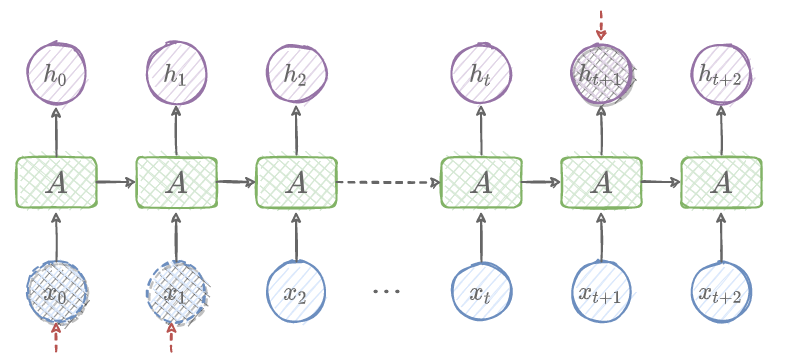 h_0 h_1 h_2 h_t h_{t+1} h_{t+2}
A A A A A A
x_0 x_1 x_2 ... x_t x_{t+1} x_{t+2}